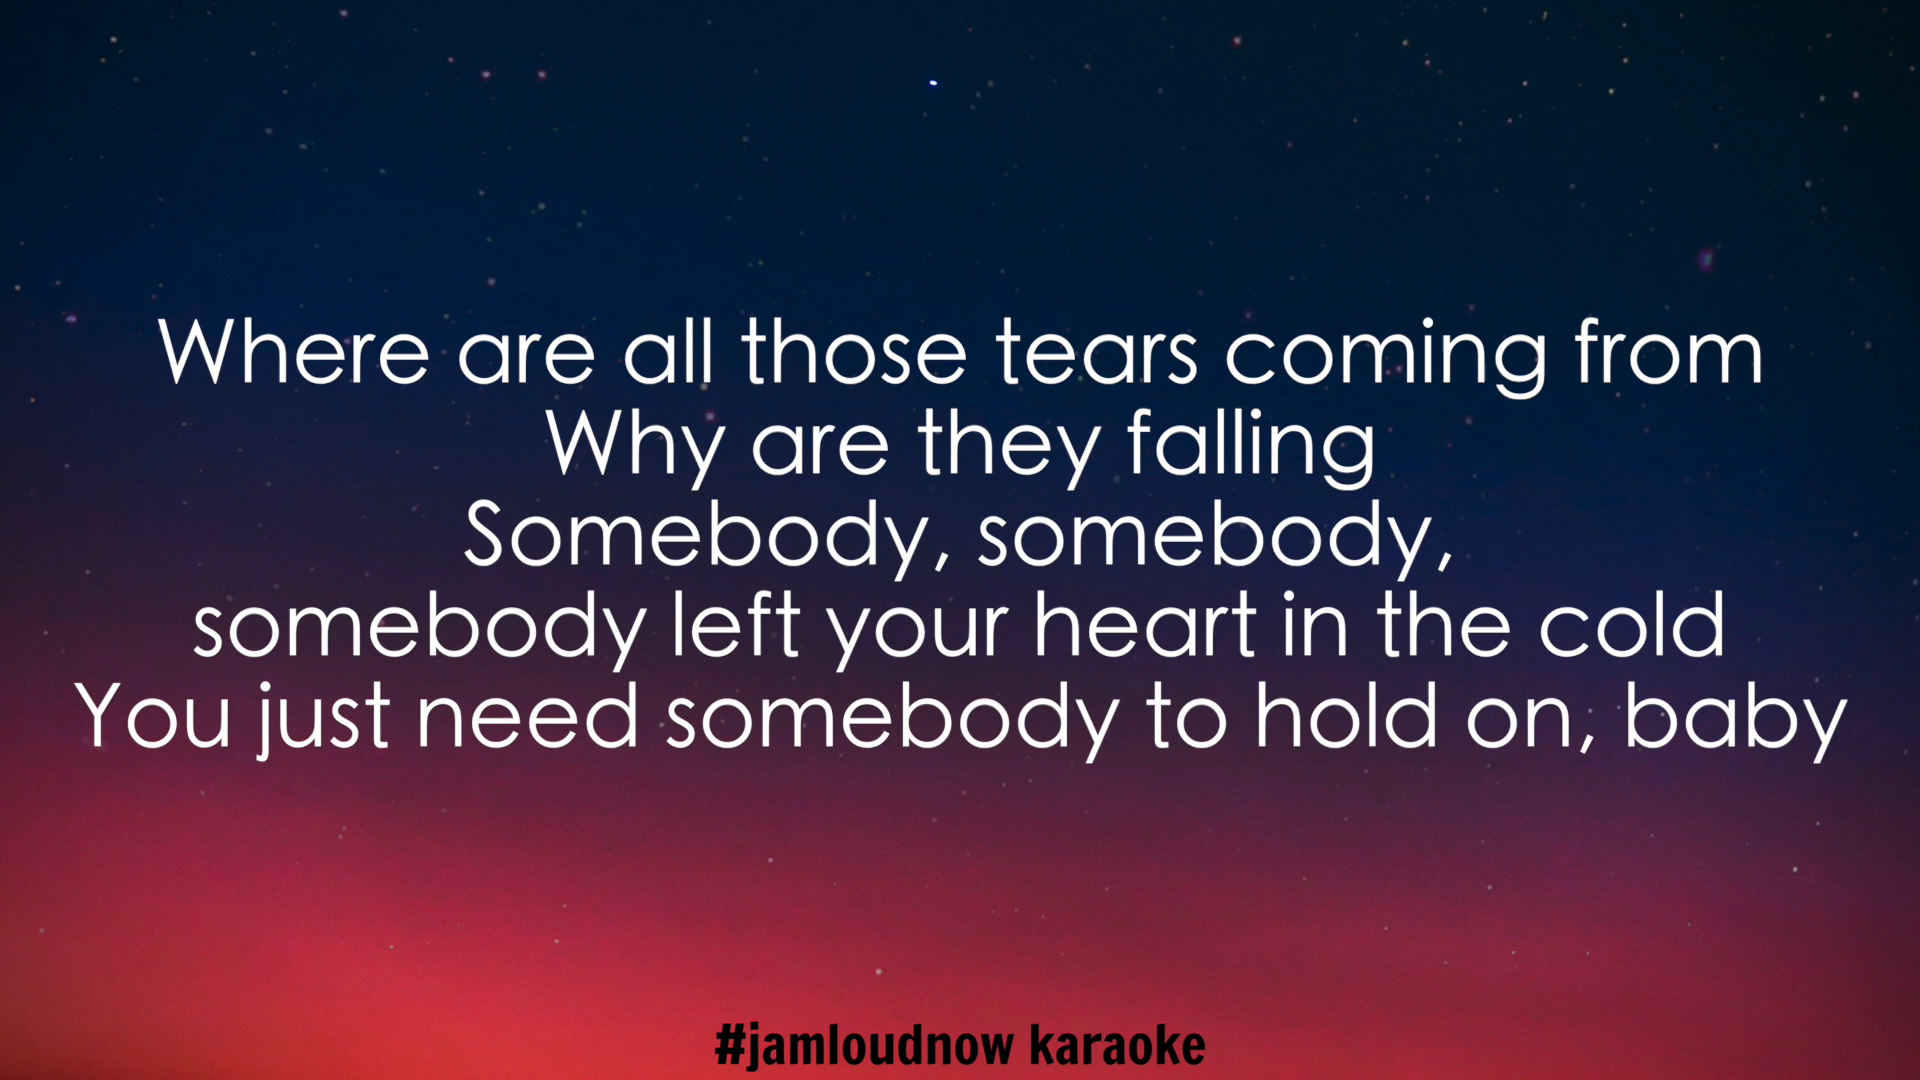 Where are all those tears coming from
Why are they falling
Somebody, somebody,
somebody left your heart in the cold
You just need somebody to hold on, baby
#jamloudnow karaoke